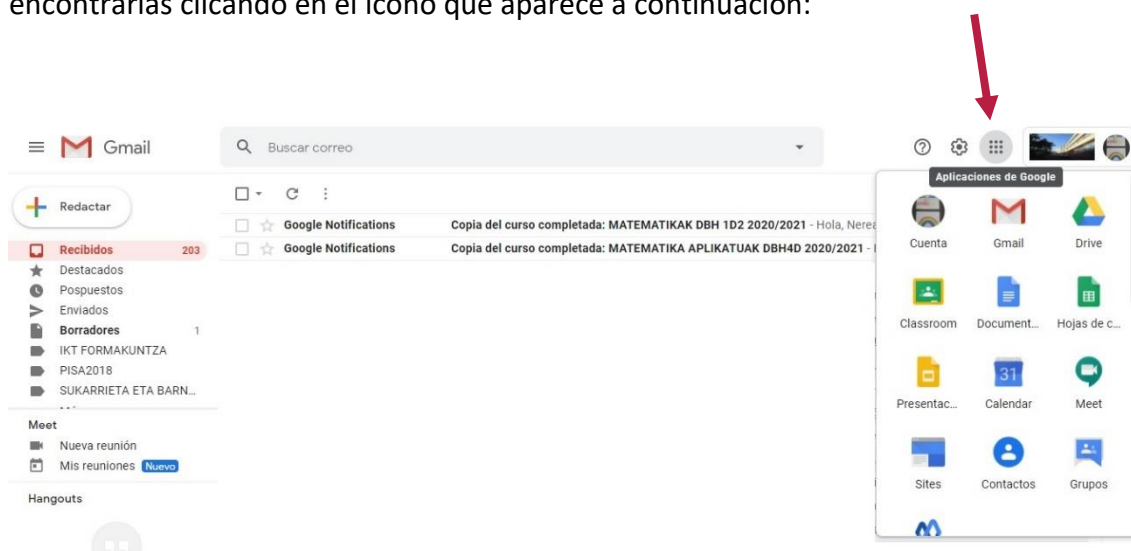 encontrarlas clicando en el icono que aparece a continuación:
Gmail
Buscar correo
Aplicaciones de Google
Redactar
Google Notifications Copia del curso completada: MATEMATIKAK DBH 1D2 2020/2021 - Hola, Nerea
Google Notifications Copia del curso completada: MATEMATIKA APLIKATUAK DBH4D 2020/2021 -
Recibidos 203
Destacados
Pospuestos
Enviados
Borradores 1
IKT FORMAKUNTZA
PISA2018
SUKARRIETA ETA BARN...
Meet
Nueva reunión
Mis reuniones Nuevo
Hangouts
Cuenta Gmail Drive
Classroom Document... Hojas de c...
31
Presentac... Calendar Meet
Sites Contactos Grupos